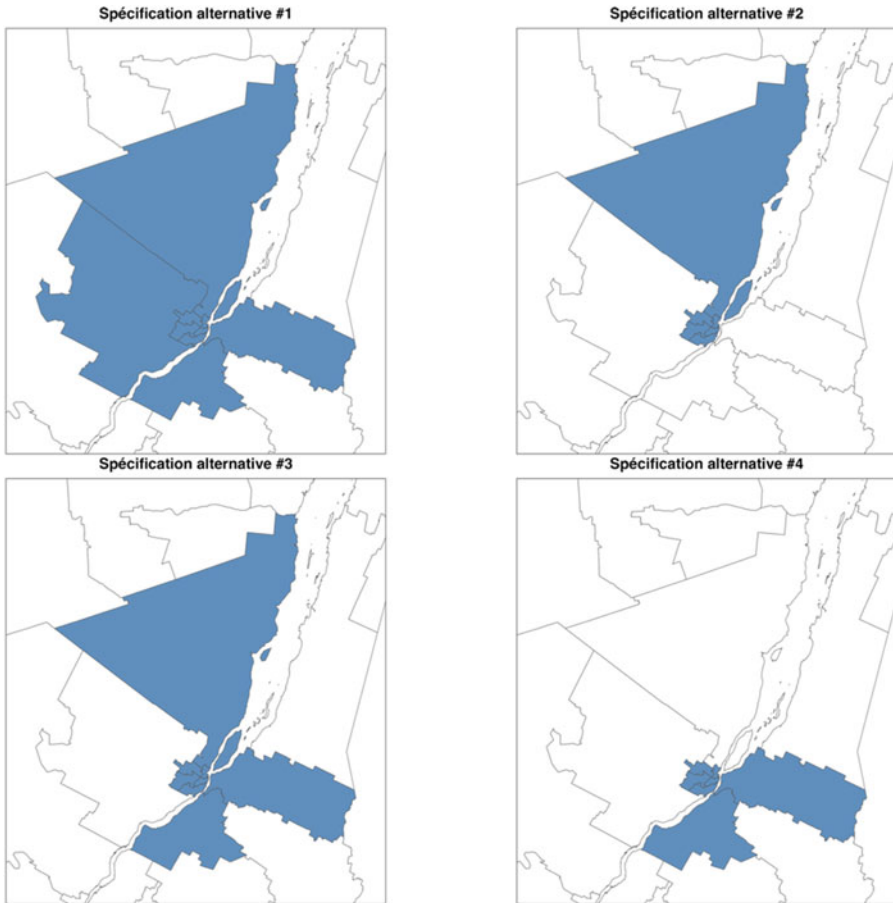 Spécification alternative #1
Spécification alternative #2
Spécification alternative #3
Spécification alternative #4